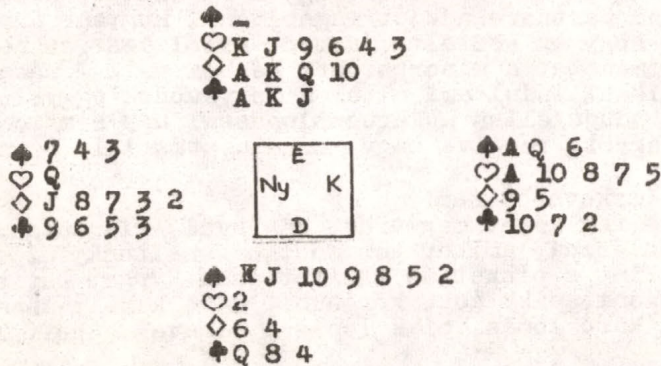 ♠ –
♡ K J 9 6 4 3
♢ A K Q 10
♣ A K J
♠ 7 4 3
♡ Q
♢ J 8 7 3 2
♣ 9 6 5 3
E
Ny K
D
♠ A Q 6
♡ A 10 8 7 5
♢ 9 5
♣ 10 7 2
♠ K J 10 9 8 5 2
♡ 2
♢ 6 4
♣ Q 8 4